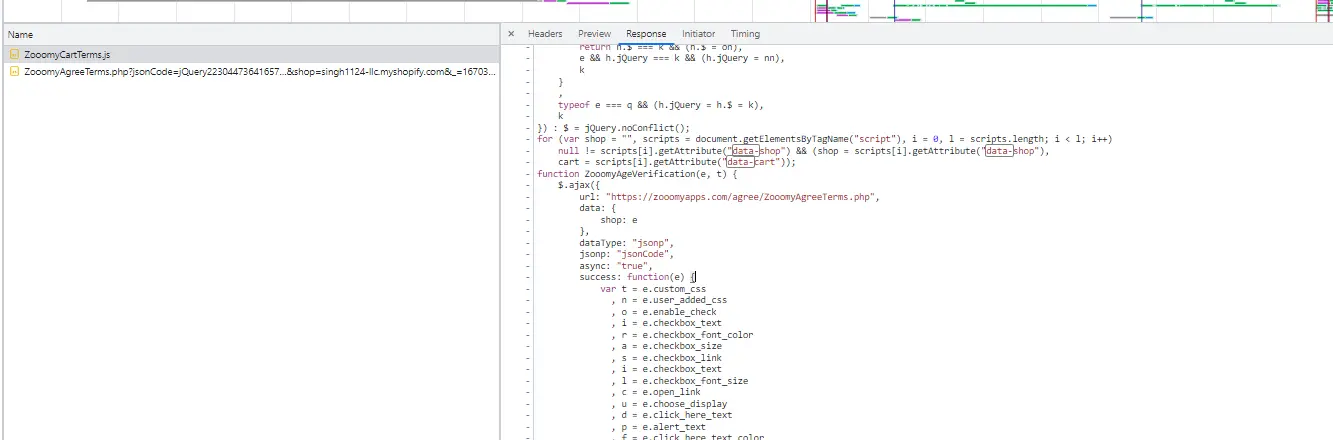 Name
ZooomyCartTerms.js
ZooomyAgreeTerms.php?jsonCode=jQuery22304473641657...&shop=singh1124-llc.myshopify.com&_=16703...
× Headers Preview Response Initiator Timing
- return n.$ === k && (h.$ = on),
- e && h.jQuery === k && (h.jQuery = nn),
- k
- }
- ,
- typeof e === q && (h.jQuery = h.$ = k),
- k
- }) : $ = jQuery.noConflict();
- for (var shop = "", scripts = document.getElementsByTagName("script"), i = 0, l = scripts.length; i < l; i++)
- null != scripts[i].getAttribute("data-shop") && (shop = scripts[i].getAttribute("data-shop"),
- cart = scripts[i].getAttribute("data-cart"));
- function ZooomyAgeVerification(e, t) {
- $.ajax({
- url: "https://zooomyapps.com/agree/ZooomyAgreeTerms.php",
- data: {
- shop: e
- },
- dataType: "jsonp",
- jsonp: "jsonCode",
- async: "true",
- success: function(e) {
- var t = e.custom_css
- , n = e.user_added_css
- , o = e.enable_check
- , i = e.checkbox_text
- , r = e.checkbox_font_color
- , a = e.checkbox_size
- , s = e.checkbox_link
- , i = e.checkbox_text
- , l = e.checkbox_font_size
- , c = e.open_link
- , u = e.choose_display
- , d = e.click_here_text
- , p = e.alert_text
- , f = e.click_here_text_color